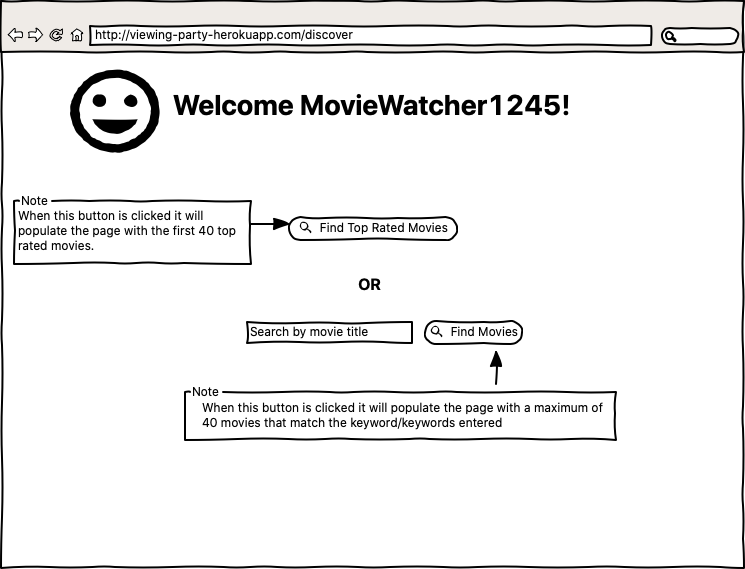 http://viewing-party-herokuapp.com/discover
Welcome MovieWatcher1245!
Note
When this button is clicked it will
populate the page with the first 40 top
rated movies.
Find Top Rated Movies
OR
Search by movie title
Find Movies
Note
When this button is clicked it will populate the page with a maximum of
40 movies that match the keyword/keywords entered